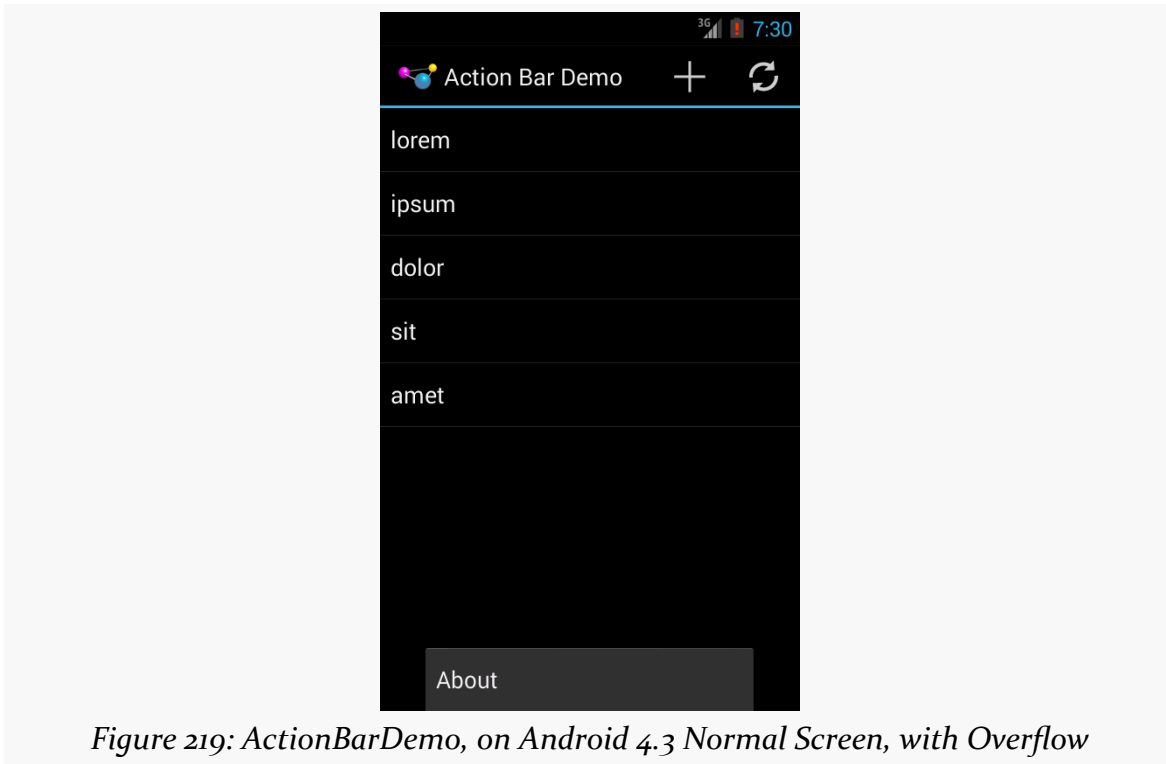 3G 7:30
Action Bar Demo
lorem
ipsum
dolor
sit
amet
About
Figure 219: ActionBarDemo, on Android 4.3 Normal Screen, with Overflow